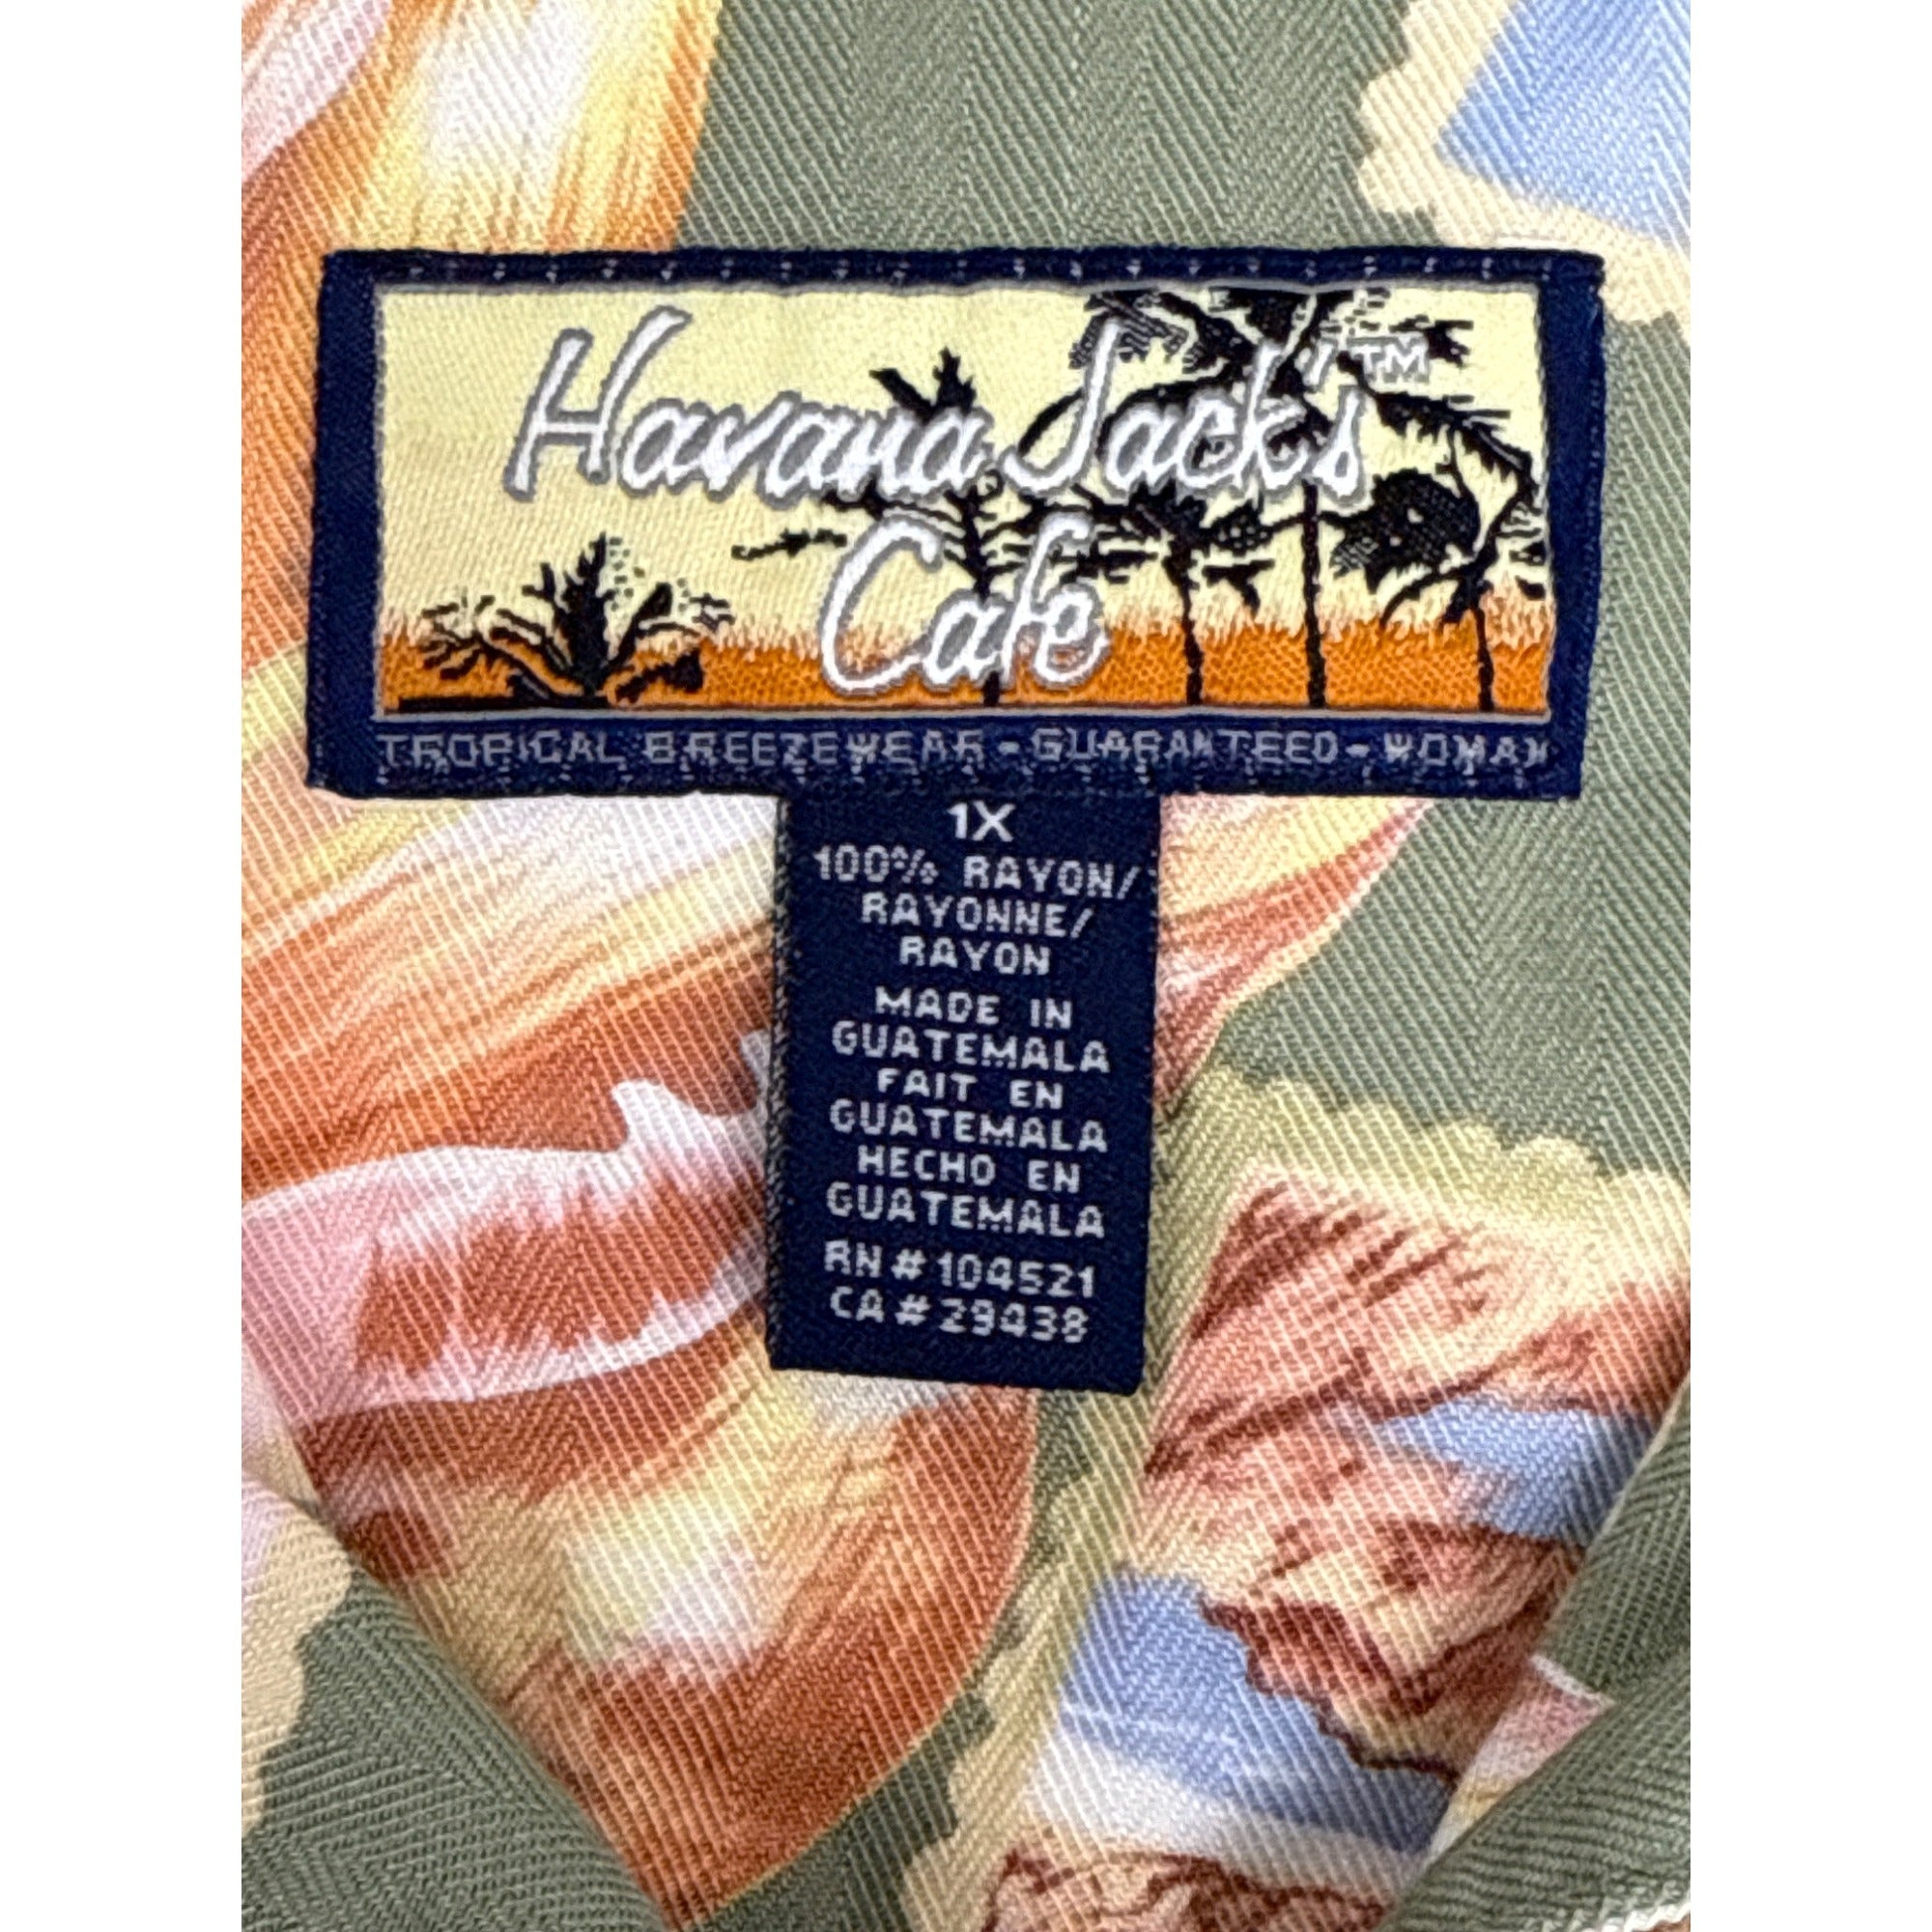 Havana Jack's™
Cafe
TROPICAL BREEZEWEAR - GUARANTEED - WOMAN
1X
100% RAYON/
RAYONNE/
RAYON
MADE IN
GUATEMALA
FAIT EN
GUATEMALA
HECHO EN
GUATEMALA
RN # 104521
CA # 29438